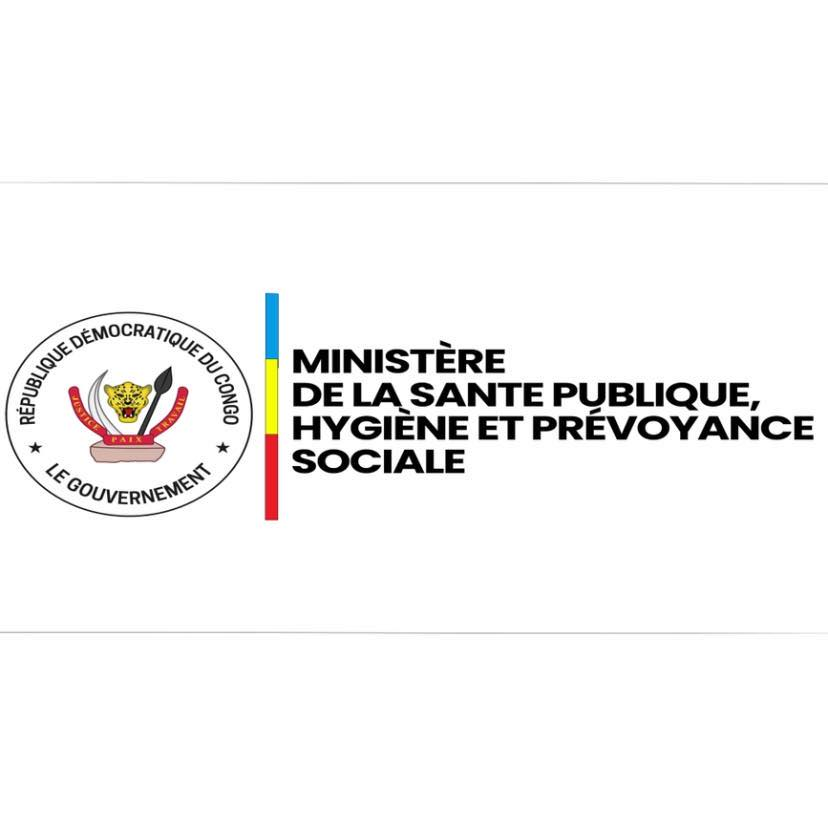 RÉPUBLIQUE DÉMOCRATIQUE DU CONGO
JUSTICE PAIX TRAVAIL
LE GOUVERNEMENT
MINISTÈRE
DE LA SANTE PUBLIQUE,
HYGIÈNE ET PRÉVOYANCE
SOCIALE